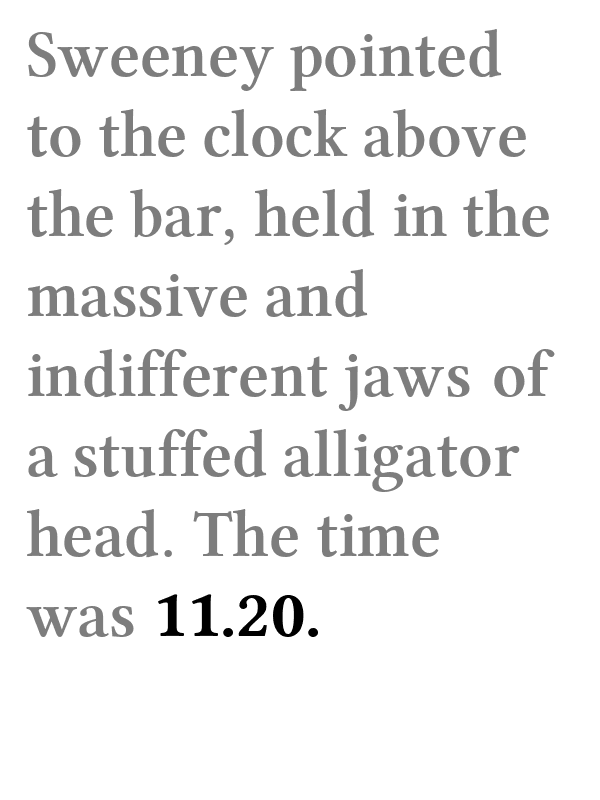 Sweeney pointed
to the clock above
the bar, held in the
massive and
indifferent jaws of
a stuffed alligator
head. The time
was 11.20.